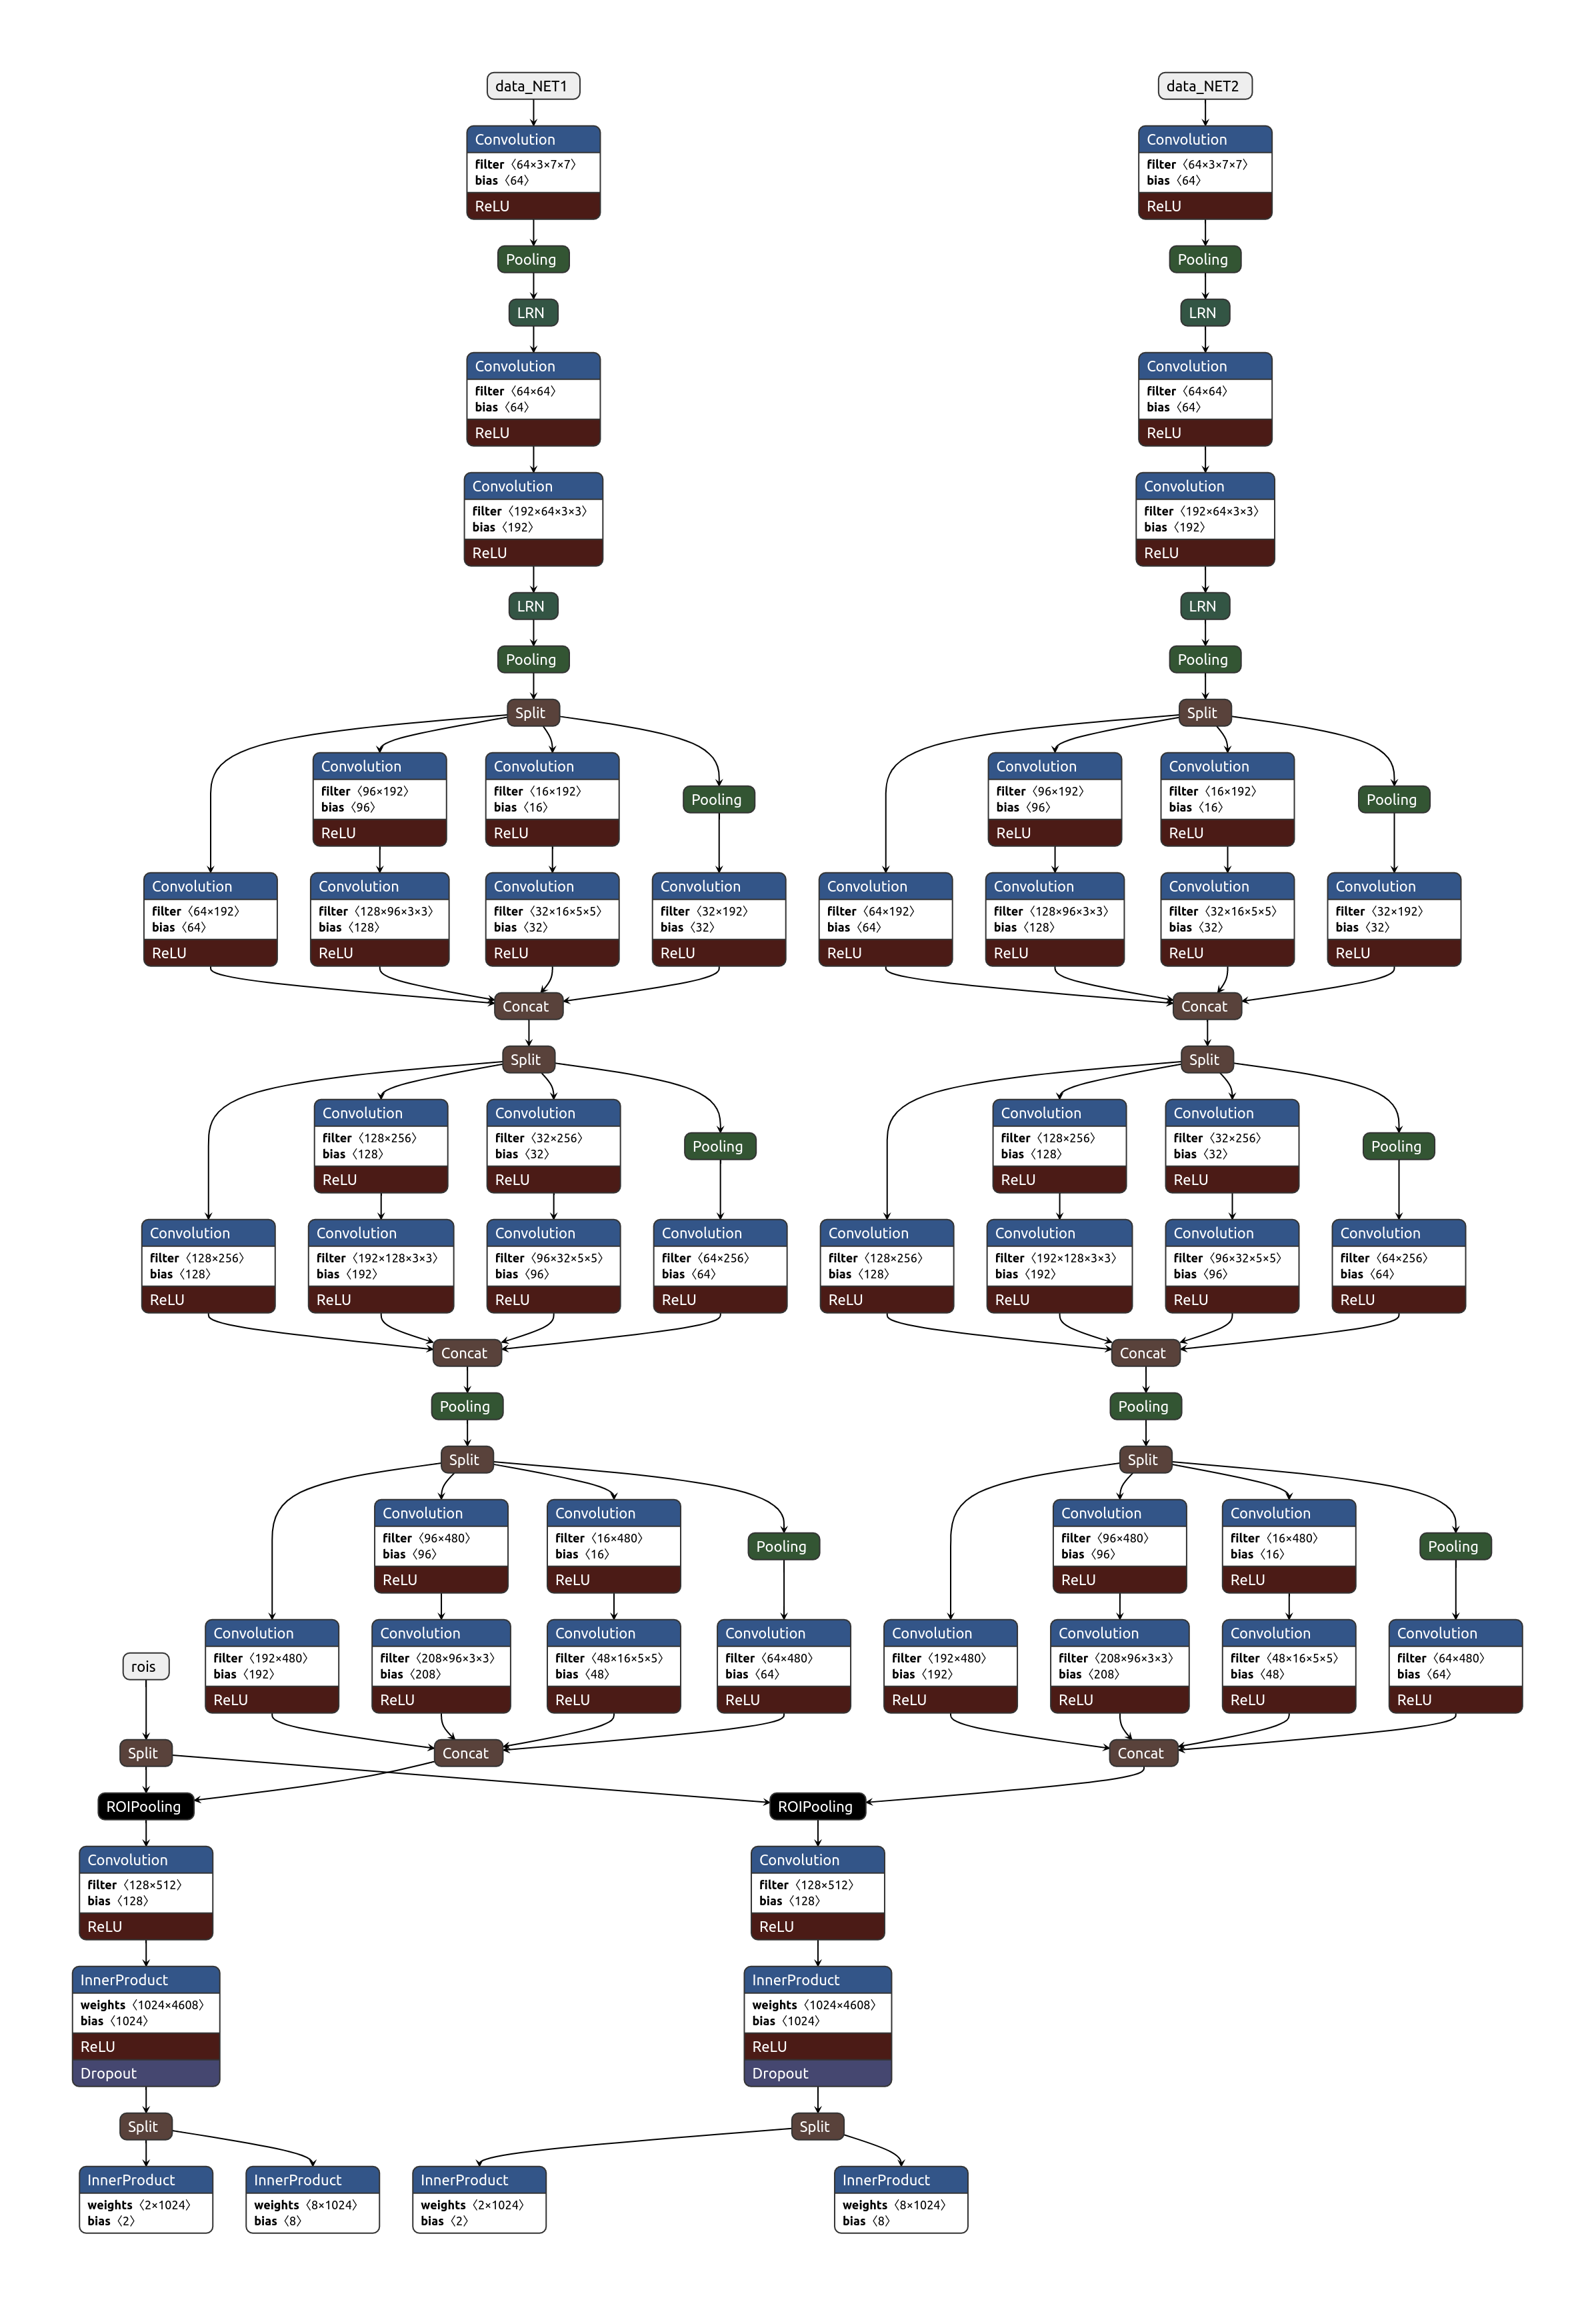 data_NET1
data_NET2
Convolution
filter〈64×3×7×7〉
bias〈64〉
ReLU
Convolution
filter〈64×3×7×7〉
bias〈64〉
ReLU
Pooling
Pooling
LRN
LRN
Convolution
filter〈64×64〉
bias〈64〉
ReLU
Convolution
filter〈64×64〉
bias〈64〉
ReLU
Convolution
filter〈192×64×3×3〉
bias〈192〉
ReLU
Convolution
filter〈192×64×3×3〉
bias〈192〉
ReLU
LRN
LRN
Pooling
Pooling
Split
Split
Convolution
filter〈96×192〉
bias〈96〉
ReLU
Convolution
filter〈16×192〉
bias〈16〉
ReLU
Pooling
Convolution
filter〈96×192〉
bias〈96〉
ReLU
Convolution
filter〈16×192〉
bias〈16〉
ReLU
Pooling
Convolution
filter〈64×192〉
bias〈64〉
ReLU
Convolution
filter〈128×96×3×3〉
bias〈128〉
ReLU
Convolution
filter〈32×16×5×5〉
bias〈32〉
ReLU
Convolution
filter〈32×192〉
bias〈32〉
ReLU
Convolution
filter〈64×192〉
bias〈64〉
ReLU
Convolution
filter〈128×96×3×3〉
bias〈128〉
ReLU
Convolution
filter〈32×16×5×5〉
bias〈32〉
ReLU
Convolution
filter〈32×192〉
bias〈32〉
ReLU
Concat
Concat
Split
Split
Convolution
filter〈128×256〉
bias〈128〉
ReLU
Convolution
filter〈32×256〉
bias〈32〉
ReLU
Pooling
Convolution
filter〈128×256〉
bias〈128〉
ReLU
Convolution
filter〈32×256〉
bias〈32〉
ReLU
Pooling
Convolution
filter〈128×256〉
bias〈128〉
ReLU
Convolution
filter〈192×128×3×3〉
bias〈192〉
ReLU
Convolution
filter〈96×32×5×5〉
bias〈96〉
ReLU
Convolution
filter〈64×256〉
bias〈64〉
ReLU
Convolution
filter〈128×256〉
bias〈128〉
ReLU
Convolution
filter〈192×128×3×3〉
bias〈192〉
ReLU
Convolution
filter〈96×32×5×5〉
bias〈96〉
ReLU
Convolution
filter〈64×256〉
bias〈64〉
ReLU
Concat
Concat
Pooling
Pooling
Split
Split
Convolution
filter〈96×480〉
bias〈96〉
ReLU
Convolution
filter〈16×480〉
bias〈16〉
ReLU
Pooling
Convolution
filter〈96×480〉
bias〈96〉
ReLU
Convolution
filter〈16×480〉
bias〈16〉
ReLU
Pooling
rois
Convolution
filter〈192×480〉
bias〈192〉
ReLU
Convolution
filter〈208×96×3×3〉
bias〈208〉
ReLU
Convolution
filter〈48×16×5×5〉
bias〈48〉
ReLU
Convolution
filter〈64×480〉
bias〈64〉
ReLU
Convolution
filter〈192×480〉
bias〈192〉
ReLU
Convolution
filter〈208×96×3×3〉
bias〈208〉
ReLU
Convolution
filter〈48×16×5×5〉
bias〈48〉
ReLU
Convolution
filter〈64×480〉
bias〈64〉
ReLU
Split
Concat
Concat
ROIPooling
ROIPooling
Convolution
filter〈128×512〉
bias〈128〉
ReLU
Convolution
filter〈128×512〉
bias〈128〉
ReLU
InnerProduct
weights〈1024×4608〉
bias〈1024〉
ReLU
Dropout
InnerProduct
weights〈1024×4608〉
bias〈1024〉
ReLU
Dropout
Split
Split
InnerProduct
weights〈2×1024〉
bias〈2〉
InnerProduct
weights〈8×1024〉
bias〈8〉
InnerProduct
weights〈2×1024〉
bias〈2〉
InnerProduct
weights〈8×1024〉
bias〈8〉